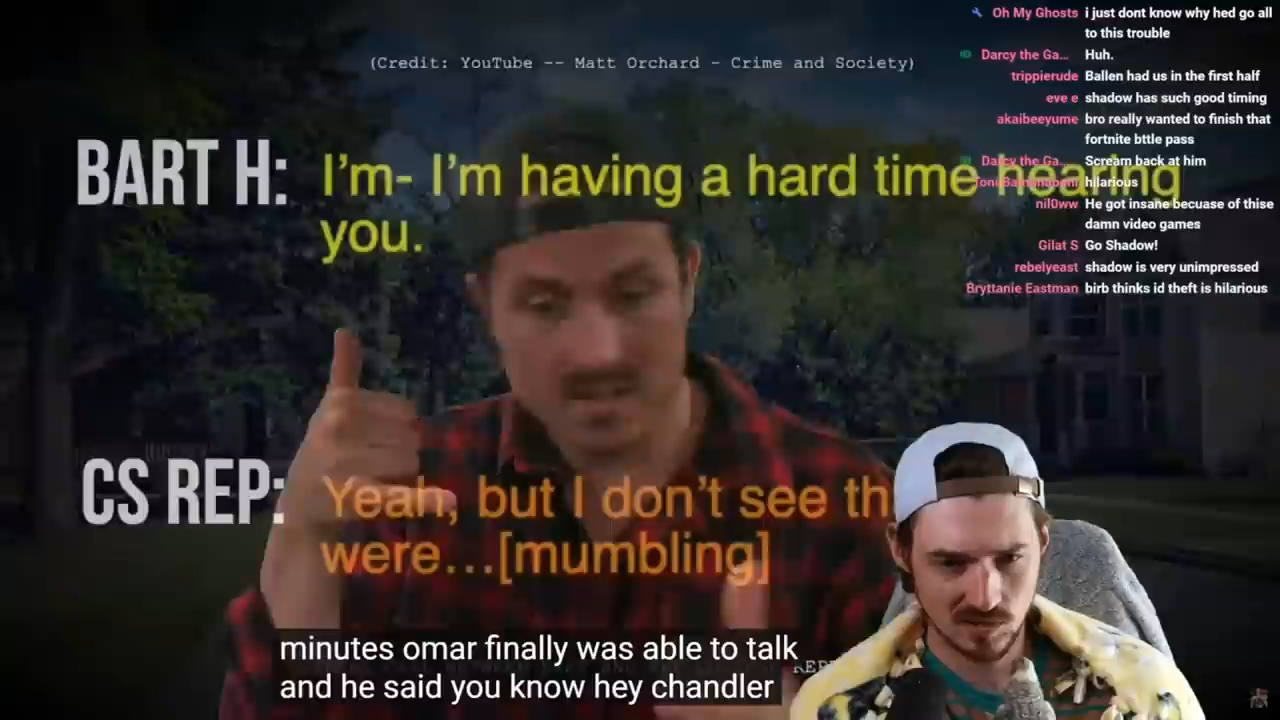 (Credit: YouTube -- Matt Orchard - Crime and Society)
BART H: I'm- I'm having a hard time hearing
you.
CS REP: Yeah, but I don't see th
were...[mumbling]
minutes omar finally was able to talk
and he said you know hey chandler
Oh My Ghosts i just dont know why hed go all
to this trouble
Darcy the Ga... Huh.
trippierude Ballen had us in the first half
eve e shadow has such good timing
akaibeeyume bro really wanted to finish that
fortnite bttle pass
Darcy the Ga... Scream back at him
hilarious
nil0ww He got insane becuase of thise
damn video games
Gilat S Go Shadow!
rebelyeast shadow is very unimpressed
Bryttanie Eastman birb thinks id theft is hilarious